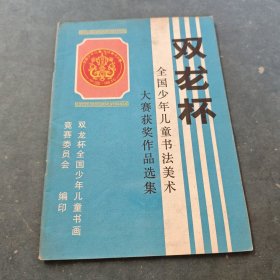 双龙杯
全国少年儿童书法美术
大赛获奖作品选集
双龙杯全国少年儿童书画
竞赛委员会 编印